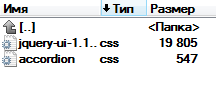 Имя Тип Размер
[..] <Папка>
jquery-ui-1.1.. css 19 805
accordion css 547